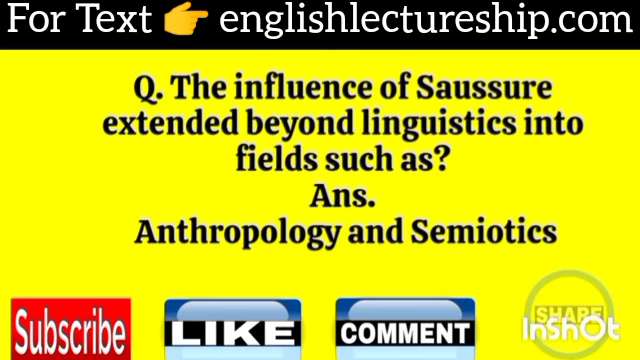 For Text 👉 englishlectureship.com
Q. The influence of Saussure
extended beyond linguistics into
fields such as?
Ans.
Anthropology and Semiotics
Subscribe
LIKE
COMMENT
SHARE
InShOt